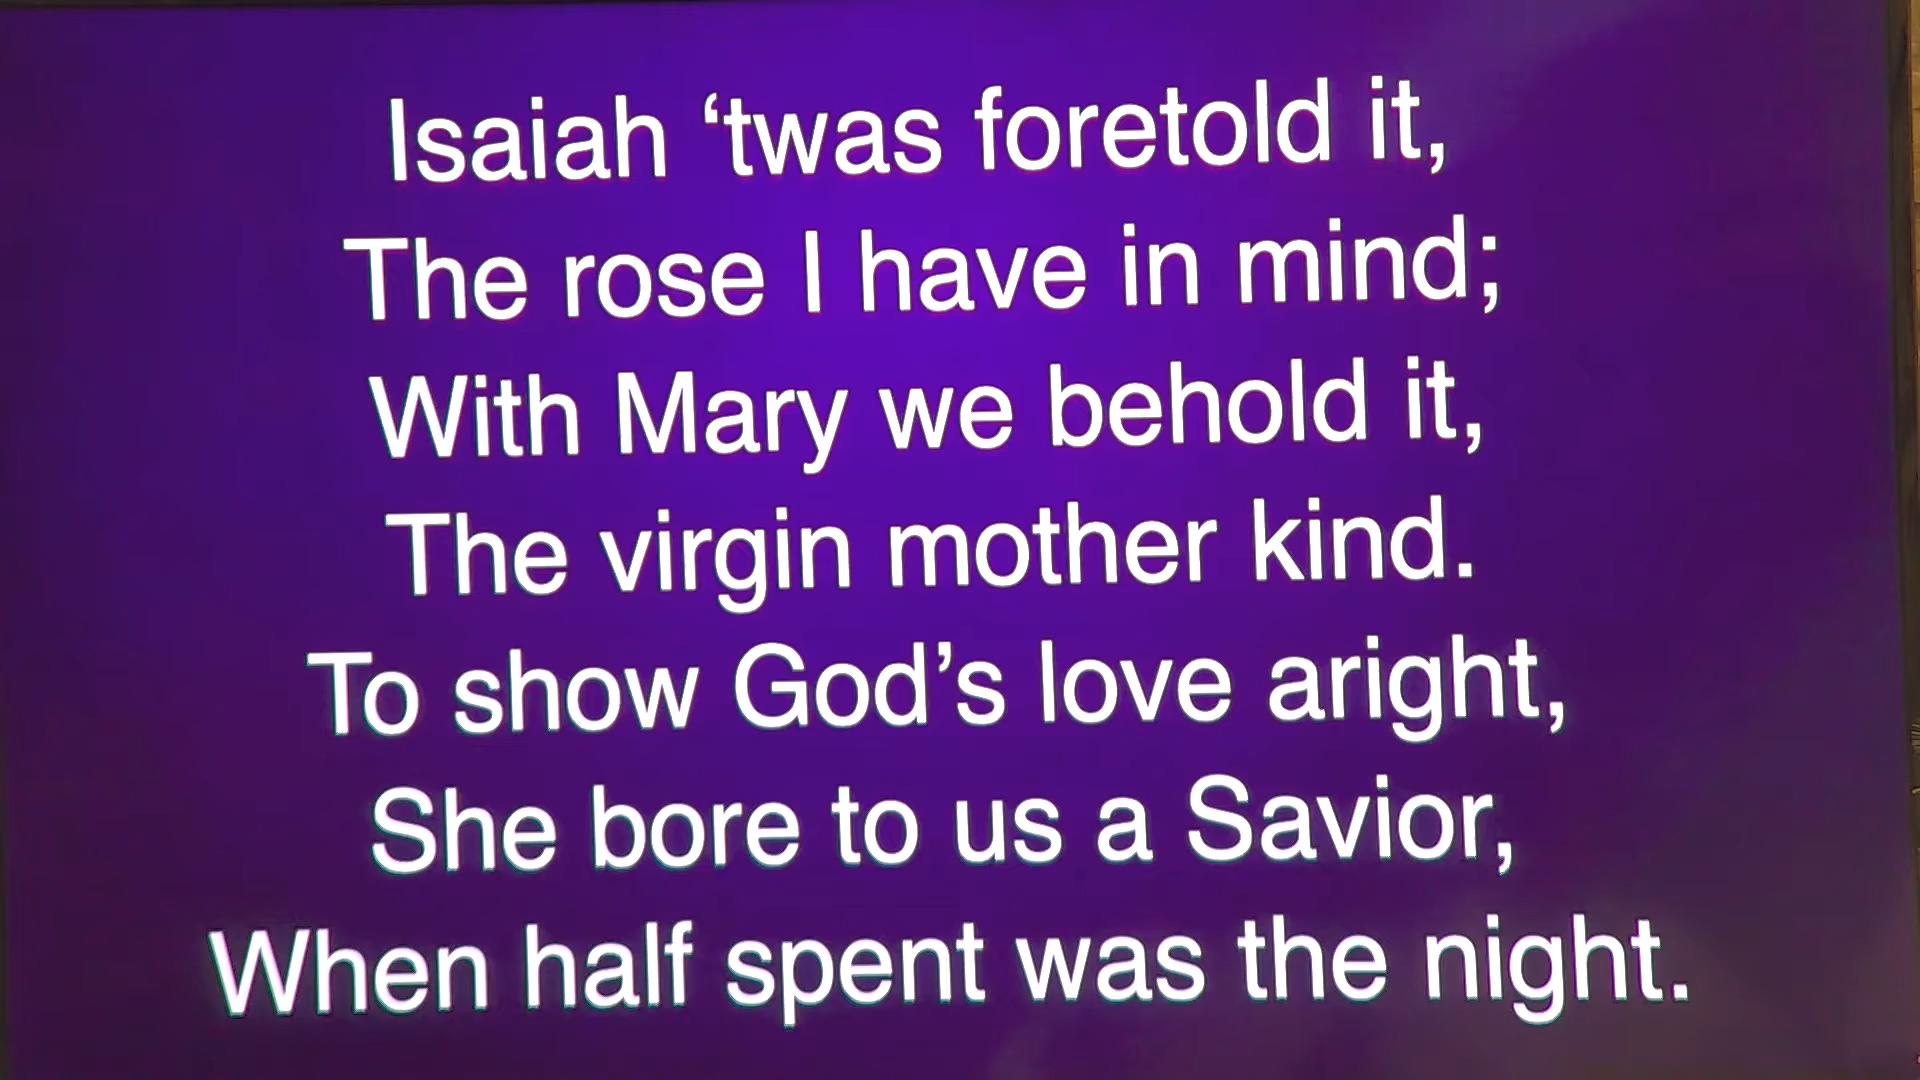 Isaiah ‘twas foretold it,
The rose I have in mind;
With Mary we behold it,
The virgin mother kind.
To show God’s love aright,
She bore to us a Savior,
When half spent was the night.